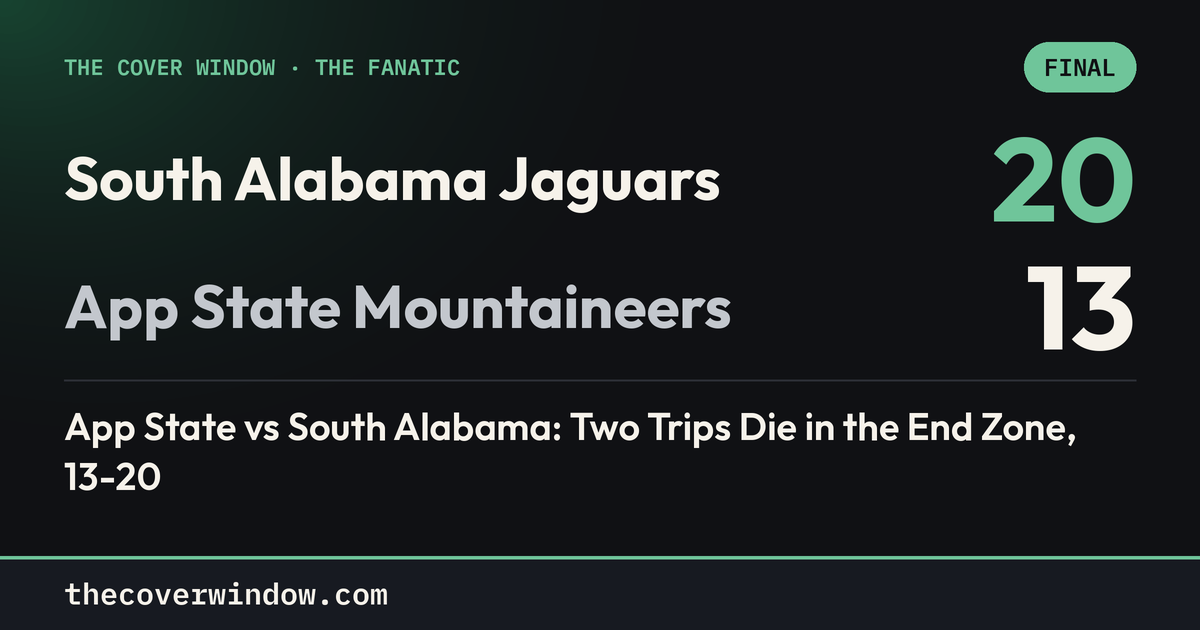 THE COVER WINDOW · THE FANATIC
FINAL
South Alabama Jaguars 20
App State Mountaineers 13
App State vs South Alabama: Two Trips Die in the End Zone,
13-20
thecoverwindow.com